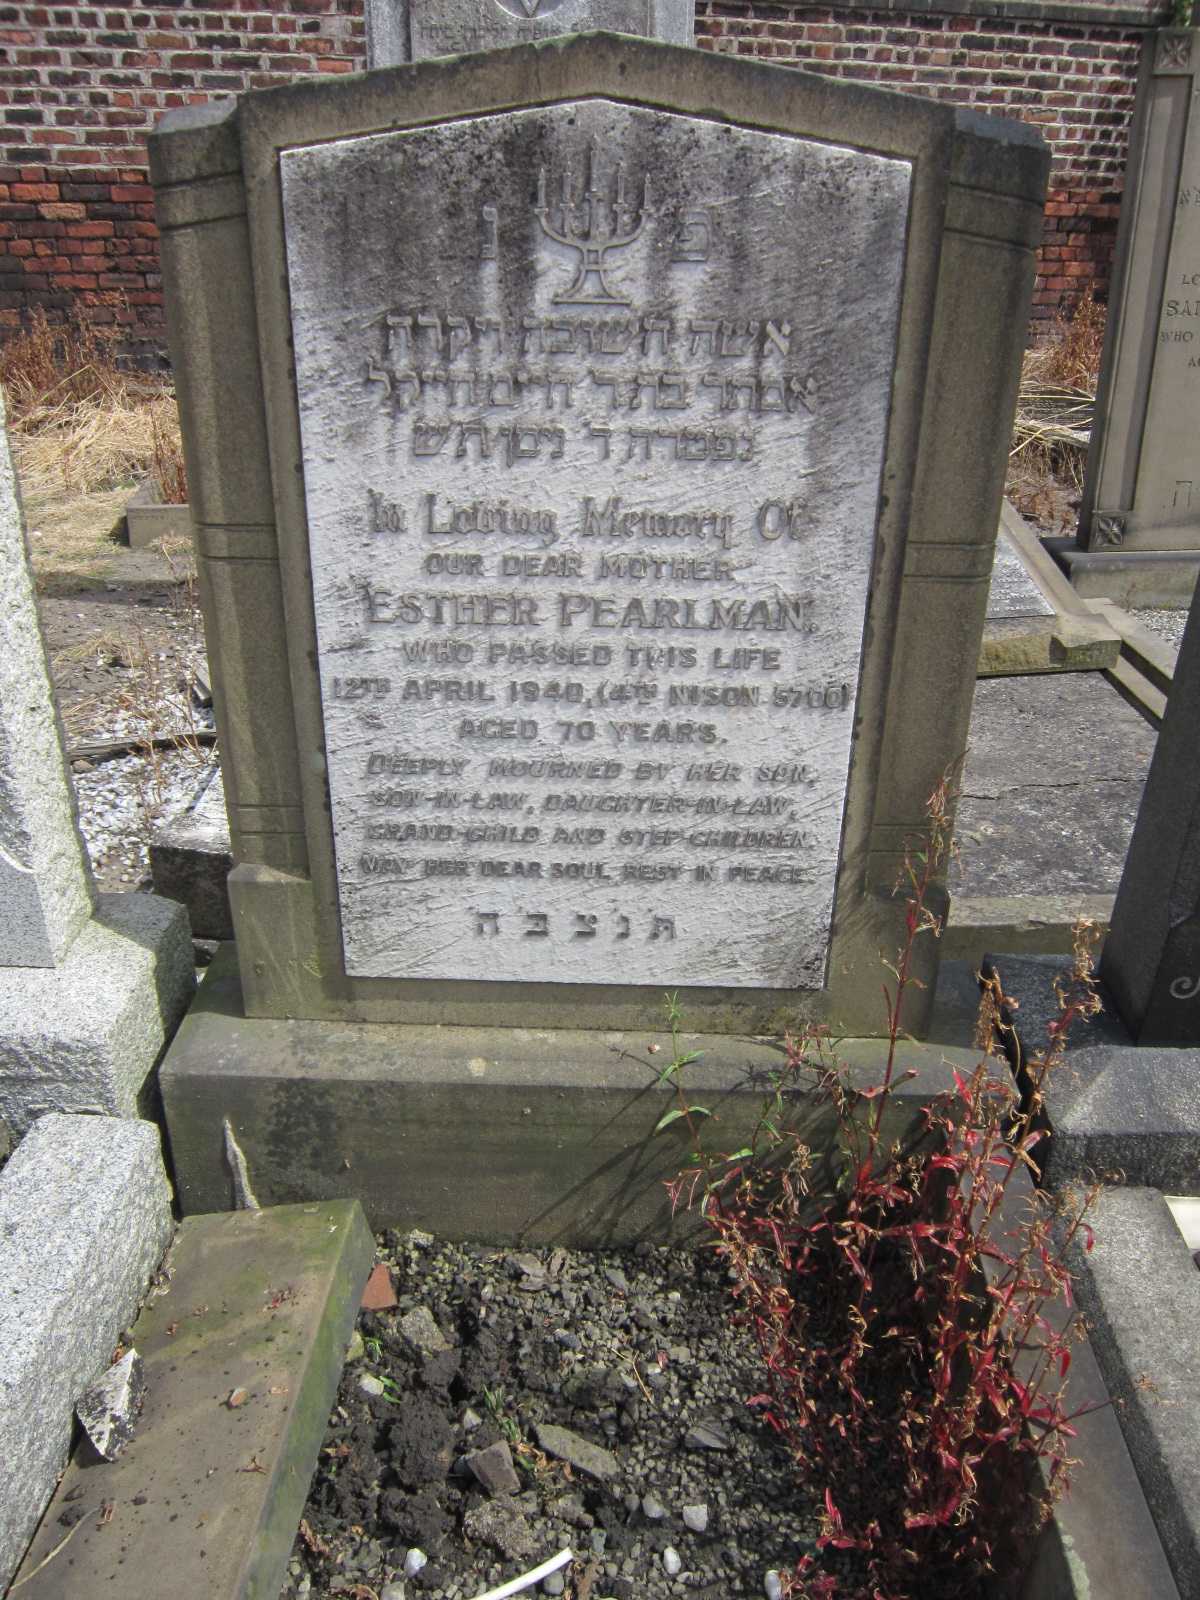 פ נ
אשה חשובה ויקרה
אסתר בת ר' חיים חייקל
נפטרה ד' ניסן ת"ש
In Loving Memory Of
OUR DEAR MOTHER
ESTHER PEARLMAN.
WHO PASSED THIS LIFE
12TH APRIL 1940, (4TH NISON 5700)
AGED 70 YEARS.
DEEPLY MOURNED BY HER SON,
SON-IN-LAW, DAUGHTER-IN-LAW,
GRAND-CHILD AND STEP-CHILDREN.
MAY HER DEAR SOUL REST IN PEACE.
ת נ צ ב ה
WHO